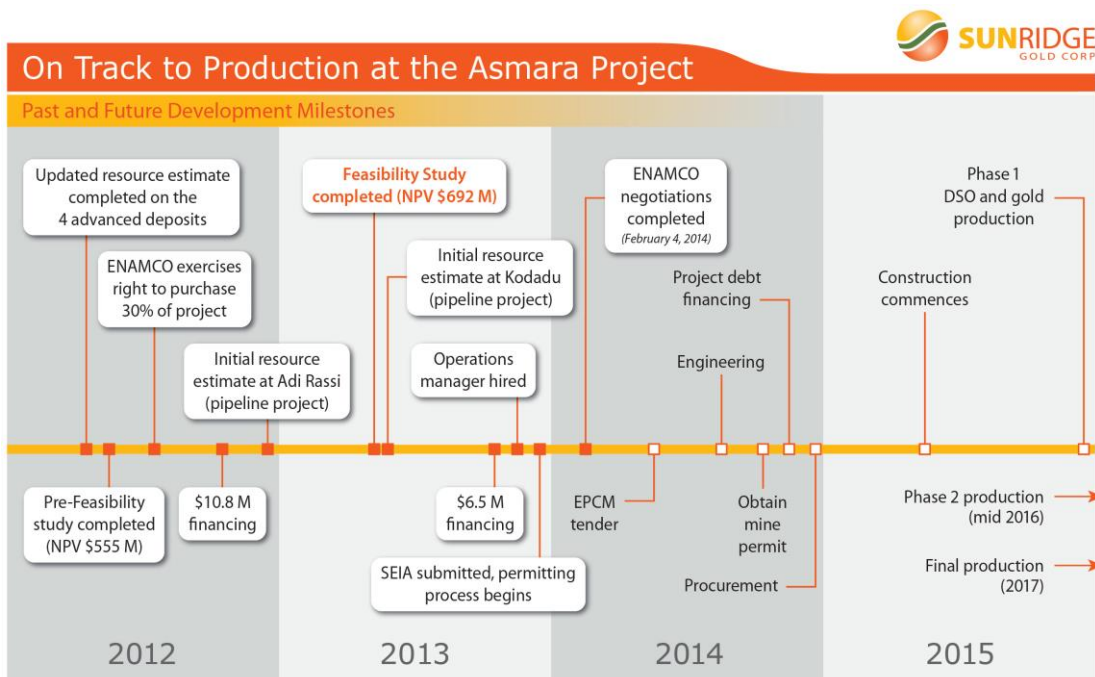 SUNRIDGE
GOLD CORP
On Track to Production at the Asmara Project
Past and Future Development Milestones
Updated resource estimate
completed on the
4 advanced deposits
ENAMCO exercises
right to purchase
30% of project
Initial resource
estimate at Adi Rassi
(pipeline project)
Pre-Feasibility
study completed
(NPV $555 M)
$10.8 M
financing
2012
Feasibility Study
completed (NPV $692 M)
Initial resource
estimate at Kodadu
(pipeline project)
Operations
manager hired
$6.5 M
financing
SEIA submitted, permitting
process begins
2013
ENAMCO
negotiations
completed
(February 4, 2014)
Project debt
financing
Engineering
EPCM
tender
Obtain
mine
permit
Procurement
2014
Phase 1
DSO and gold
production
Construction
commences
Phase 2 production
(mid 2016)
Final production
(2017)
2015